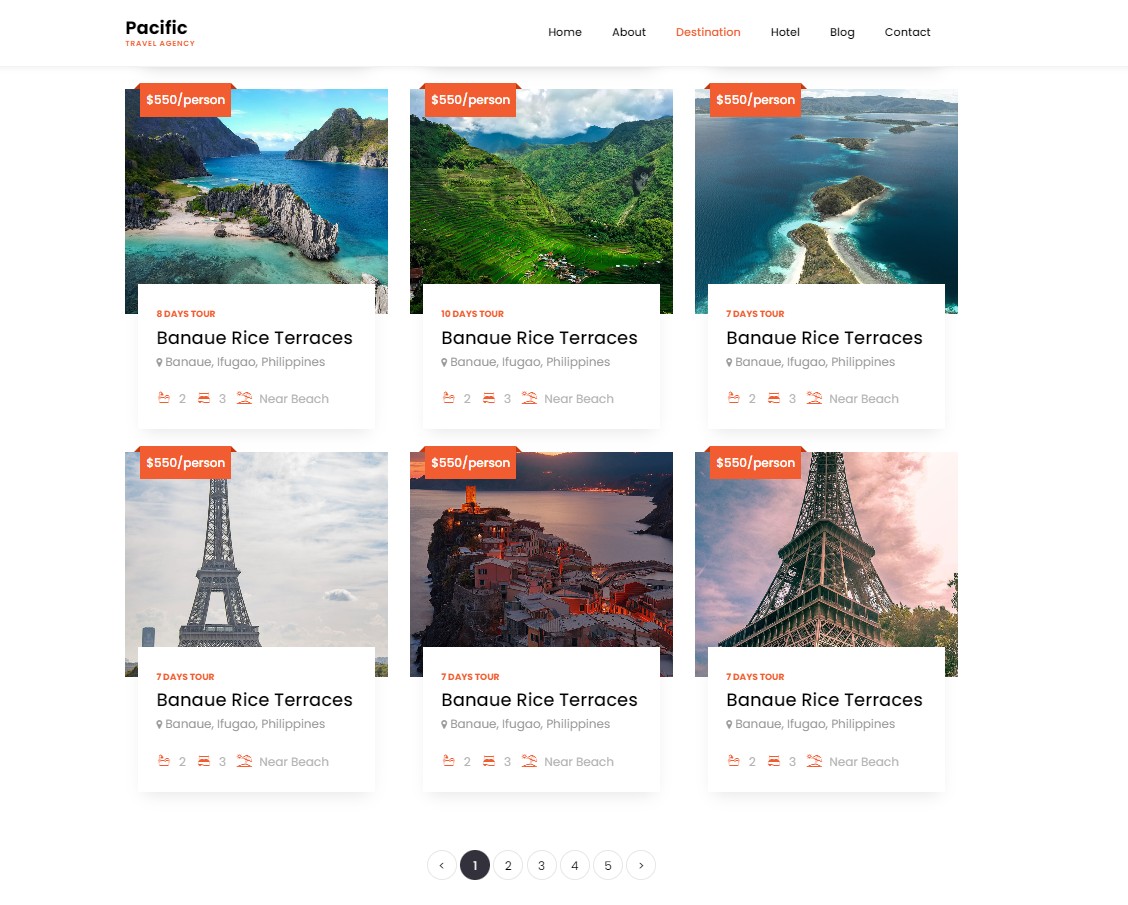 Pacific
TRAVEL AGENCY
Home About Destination Hotel Blog Contact
$550/person $550/person $550/person
8 DAYS TOUR 10 DAYS TOUR 7 DAYS TOUR
Banaue Rice Terraces Banaue Rice Terraces Banaue Rice Terraces
Banaue, Ifugao, Philippines Banaue, Ifugao, Philippines Banaue, Ifugao, Philippines
2 3 Near Beach 2 3 Near Beach 2 3 Near Beach
$550/person $550/person $550/person
7 DAYS TOUR 7 DAYS TOUR 7 DAYS TOUR
Banaue Rice Terraces Banaue Rice Terraces Banaue Rice Terraces
Banaue, Ifugao, Philippines Banaue, Ifugao, Philippines Banaue, Ifugao, Philippines
2 3 Near Beach 2 3 Near Beach 2 3 Near Beach
< 1 2 3 4 5 >